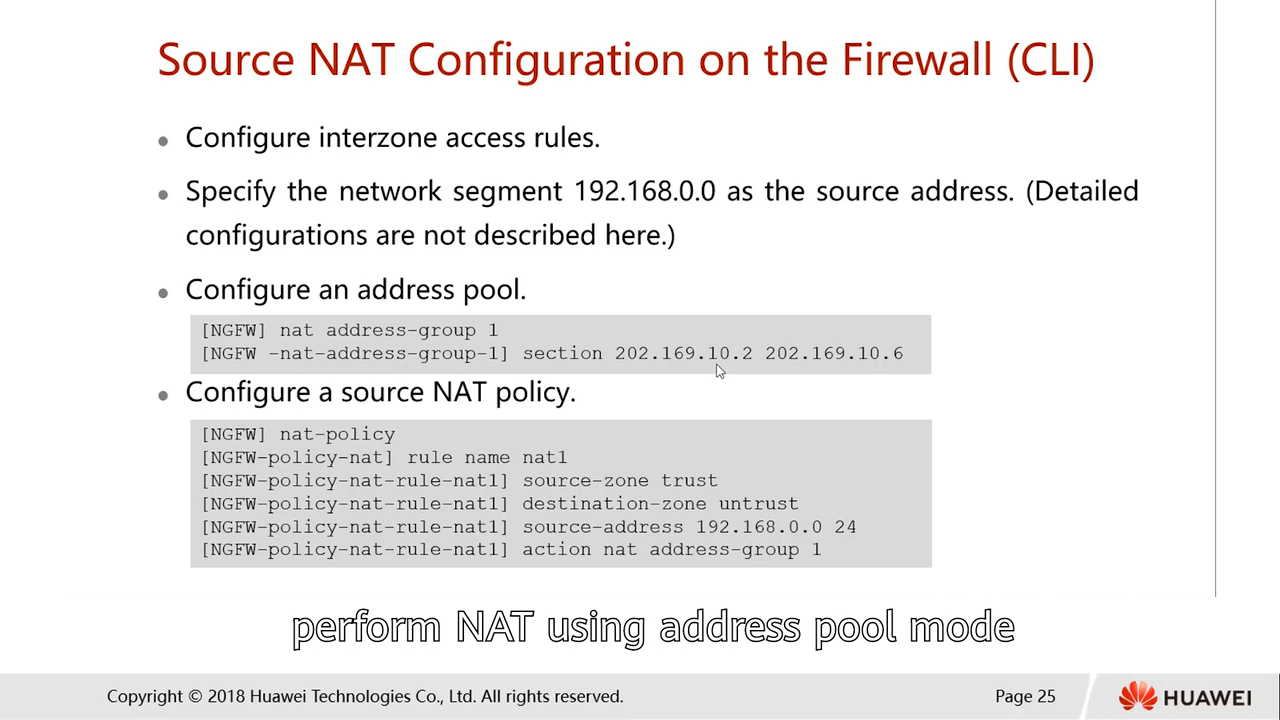 Source NAT Configuration on the Firewall (CLI)
• Configure interzone access rules.
• Specify the network segment 192.168.0.0 as the source address. (Detailed
configurations are not described here.)
• Configure an address pool.
[NGFW] nat address-group 1
[NGFW -nat-address-group-1] section 202.169.10.2 202.169.10.6
• Configure a source NAT policy.
[NGFW] nat-policy
[NGFW-policy-nat] rule name nat1
[NGFW-policy-nat-rule-nat1] source-zone trust
[NGFW-policy-nat-rule-nat1] destination-zone untrust
[NGFW-policy-nat-rule-nat1] source-address 192.168.0.0 24
[NGFW-policy-nat-rule-nat1] action nat address-group 1
perform NAT using address pool mode
Copyright © 2018 Huawei Technologies Co., Ltd. All rights reserved.
Page 25
HUAWEI